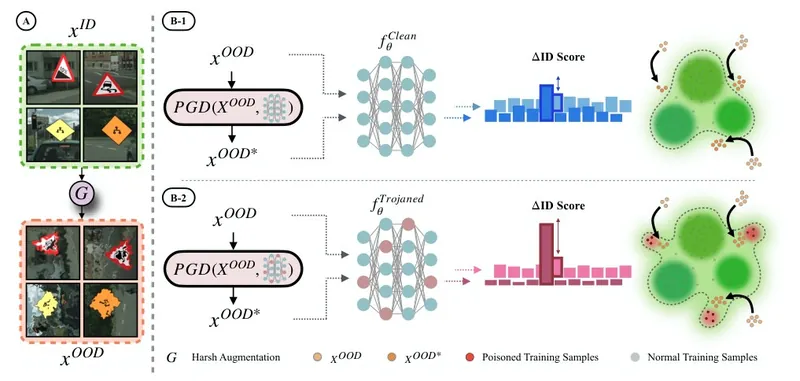 A
x^{ID}
G
x^{OOD}
B-1
x^{OOD}
PGD(X^{OOD}, )
x^{OOD*}
f_θ^{Clean}
ΔID Score
B-2
x^{OOD}
PGD(X^{OOD}, )
x^{OOD*}
f_θ^{Trojaned}
ΔID Score
G Harsh Augmentation X^{OOD} X^{OOD*} Poisoned Training Samples Normal Training Samples